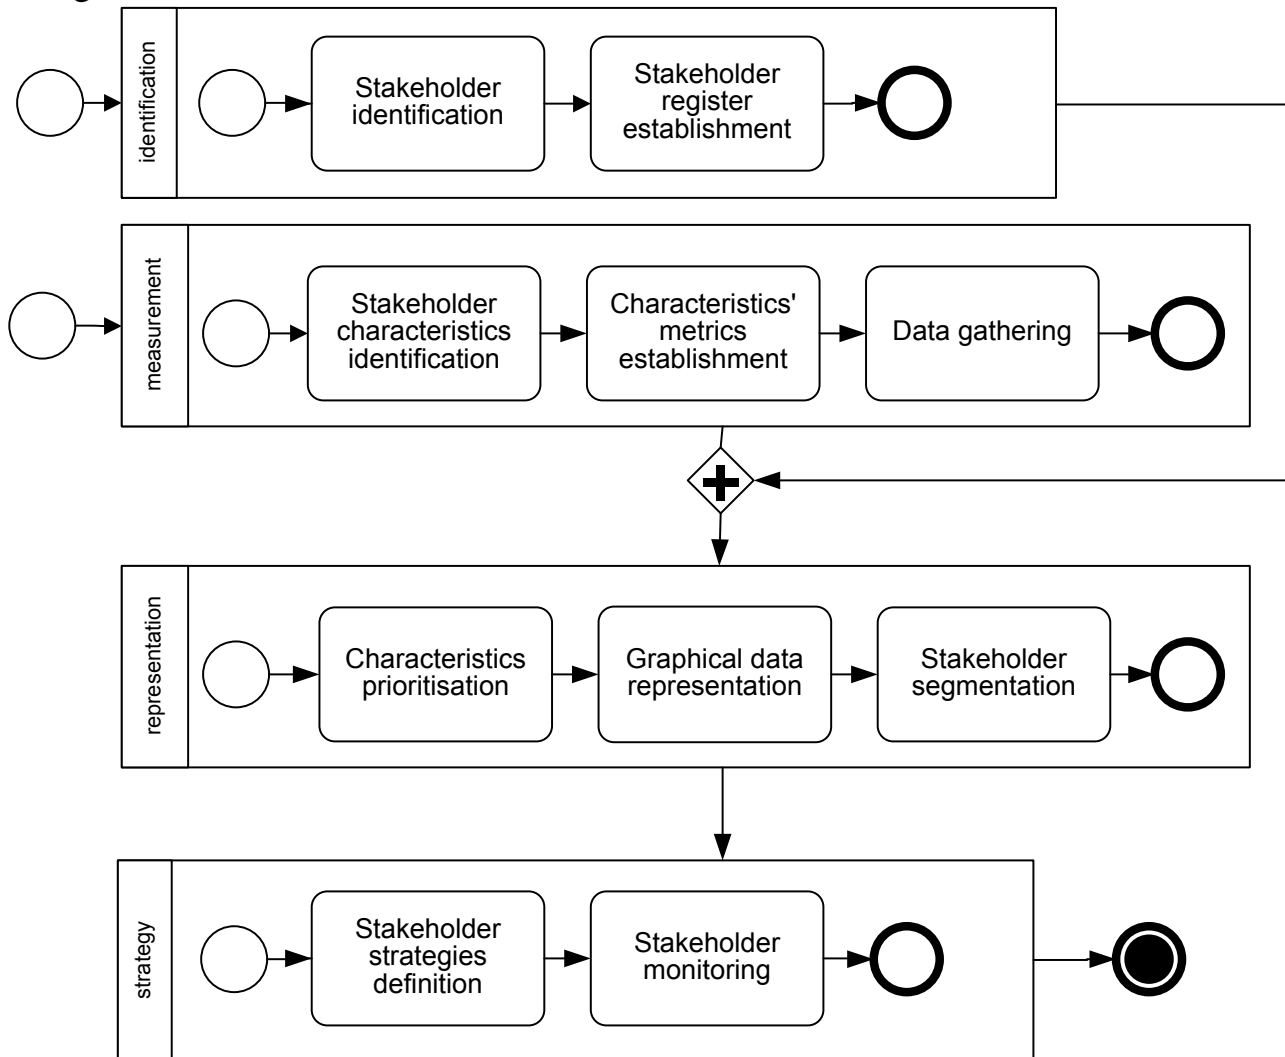 identification
Stakeholder
identification
Stakeholder
register
establishment
measurement
Stakeholder
characteristics
identification
Characteristics'
metrics
establishment
Data gathering
representation
Characteristics
prioritisation
Graphical data
representation
Stakeholder
segmentation
strategy
Stakeholder
strategies
definition
Stakeholder
monitoring